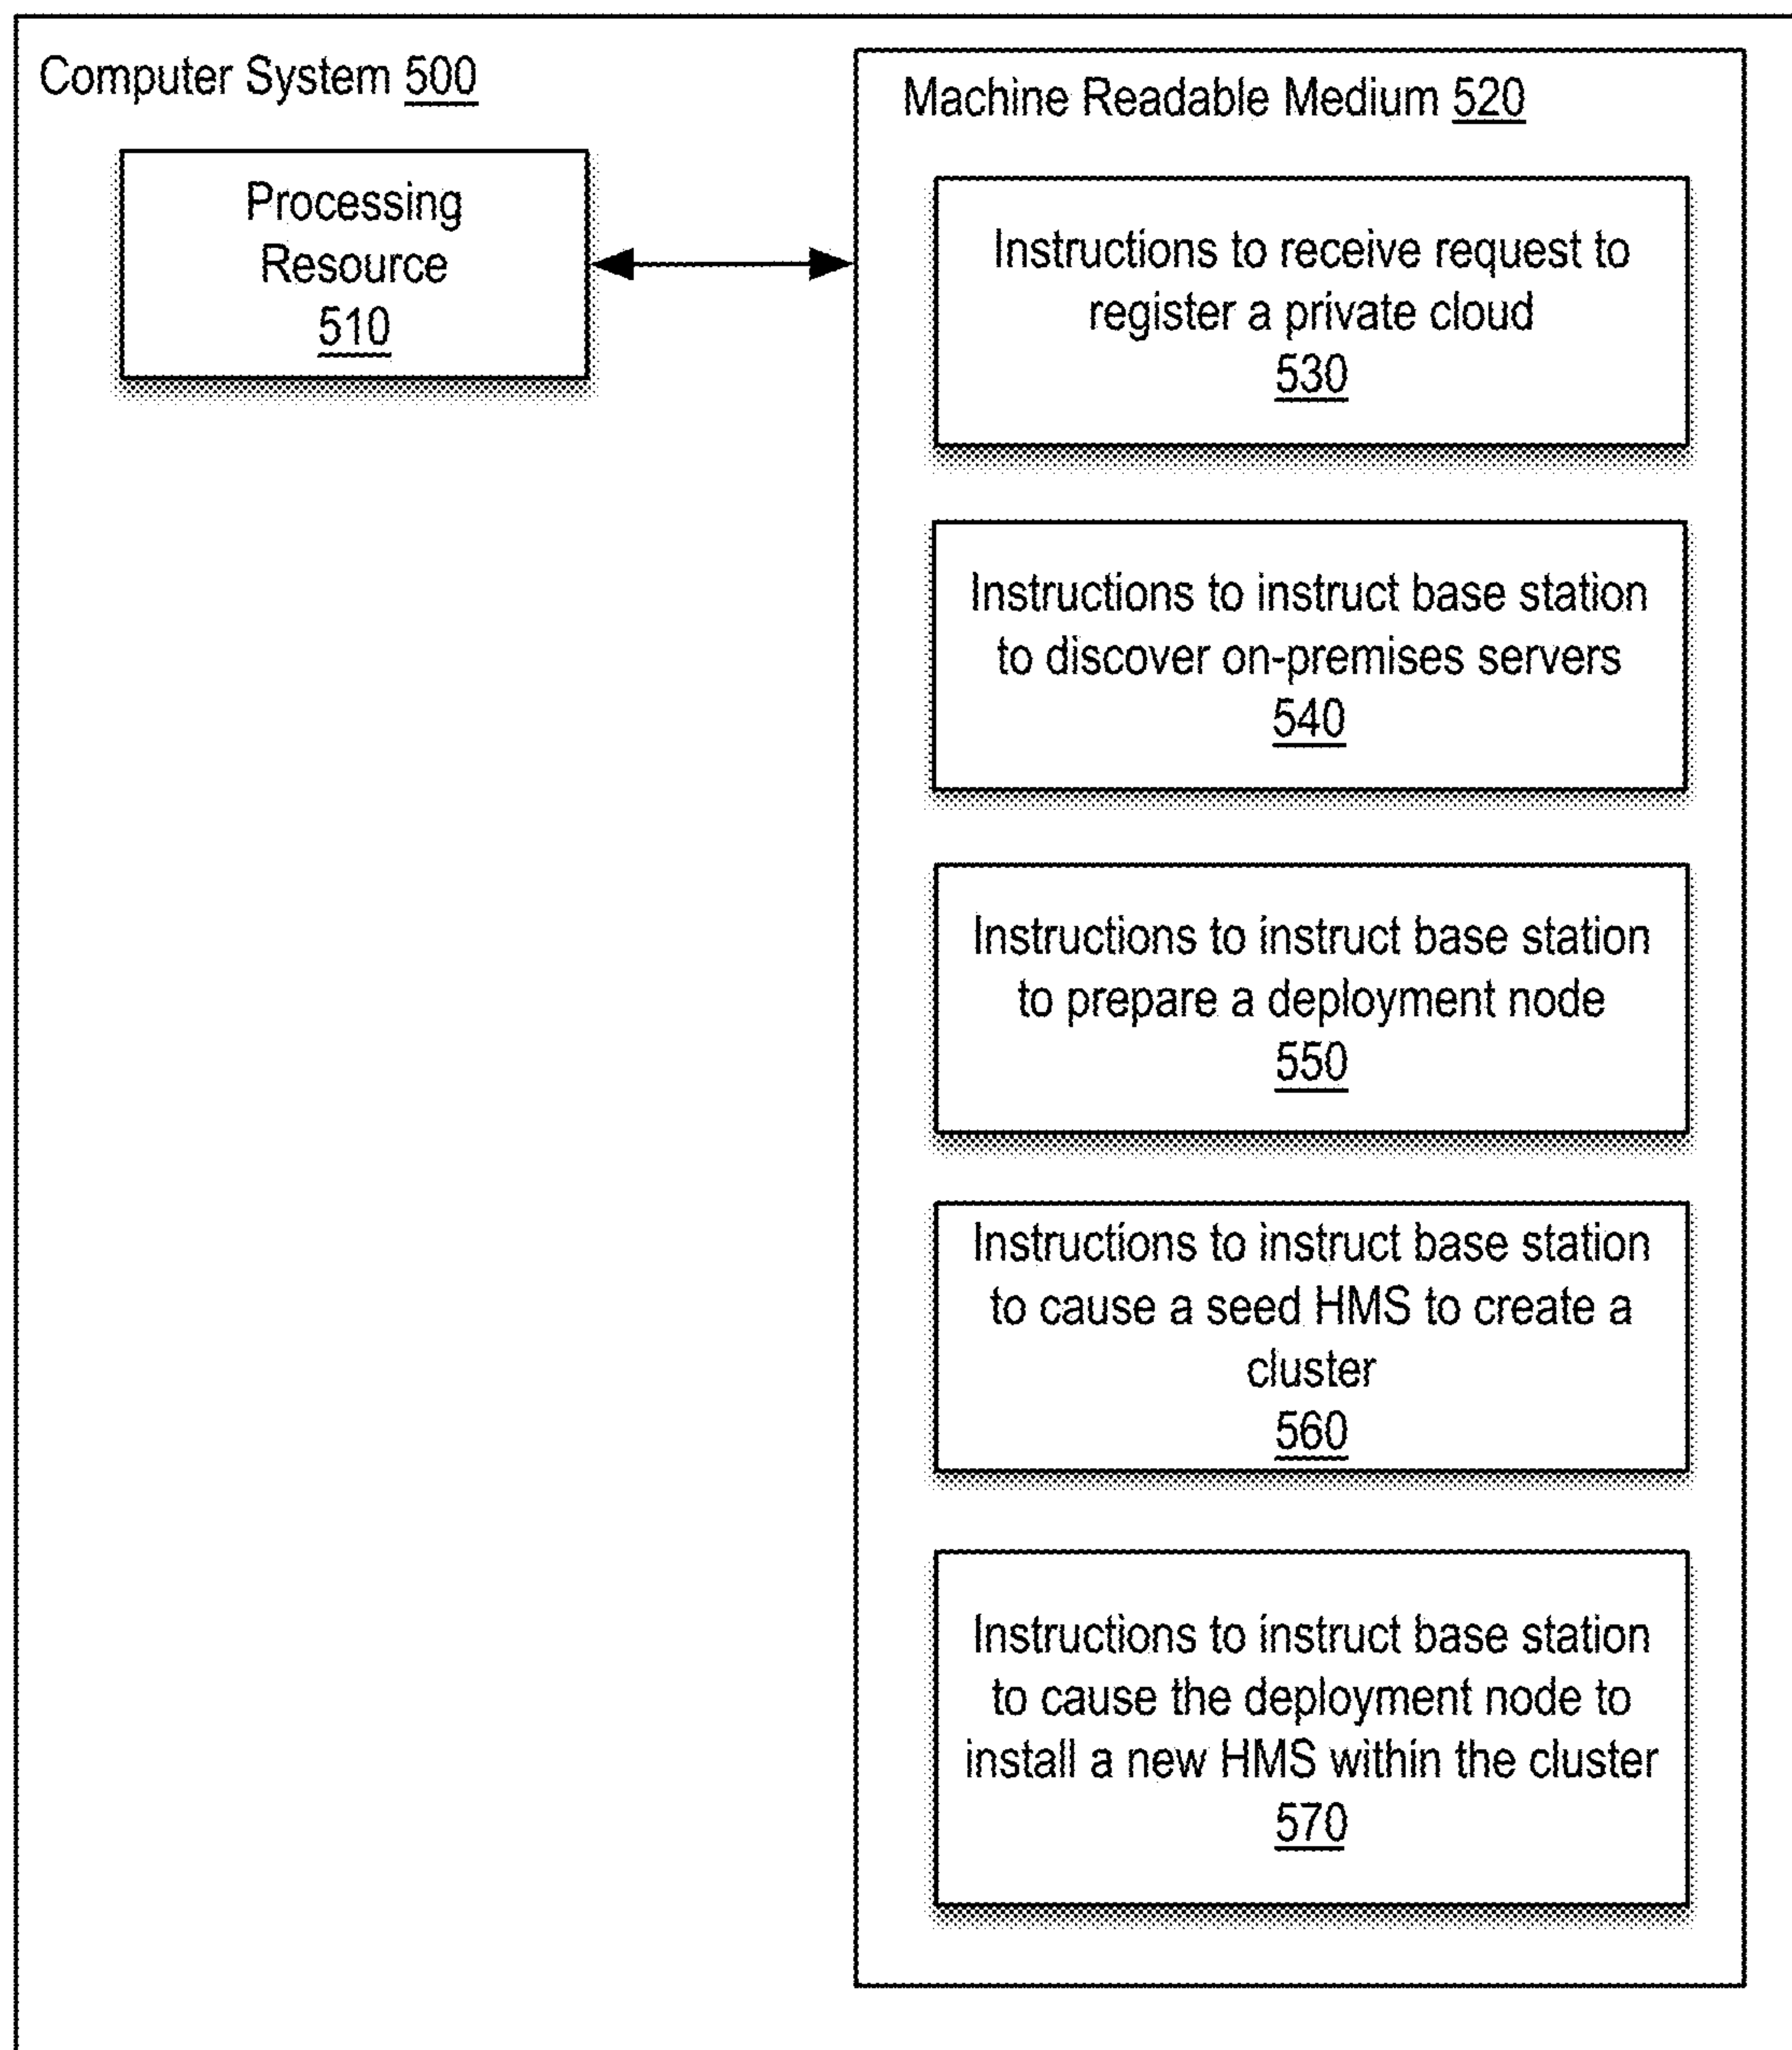 Computer System 500
Processing
Resource
510
Machine Readable Medium 520
Instructions to receive request to
register a private cloud
530
Instructions to instruct base station
to discover on-premises servers
540
Instructions to instruct base station
to prepare a deployment node
550
Instructions to instruct base station
to cause a seed HMS to create a
cluster
560
Instructions to instruct base station
to cause the deployment node to
install a new HMS within the cluster
570